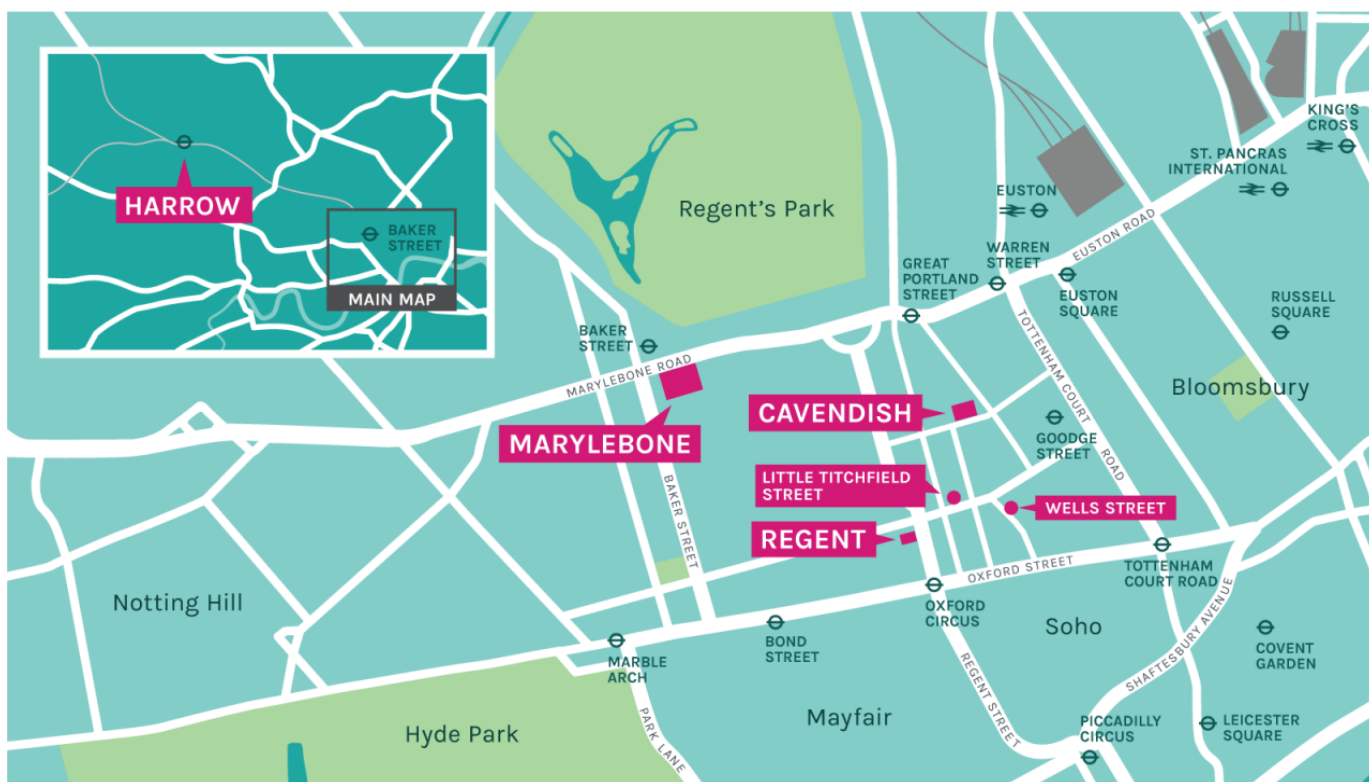 HARROW
BAKER
STREET
MAIN MAP
Regent's Park
KING'S
CROSS
ST. PANCRAS
INTERNATIONAL
EUSTON
EUSTON ROAD
WARREN
STREET
GREAT
PORTLAND
STREET
EUSTON
SQUARE
RUSSELL
SQUARE
BAKER
STREET
MARYLEBONE ROAD
TOTTENHAM COURT ROAD
Bloomsbury
CAVENDISH
MARYLEBONE
GOODGE
STREET
LITTLE TITCHFIELD
STREET
WELLS STREET
BAKER STREET
REGENT
OXFORD STREET
TOTTENHAM
COURT ROAD
Notting Hill
OXFORD
CIRCUS
Soho
SHAFTESBURY AVENUE
COVENT
GARDEN
BOND
STREET
MARBLE
ARCH
REGENT STREET
PARK LANE
Mayfair
Hyde Park
PICCADILLY
CIRCUS
LEICESTER
SQUARE